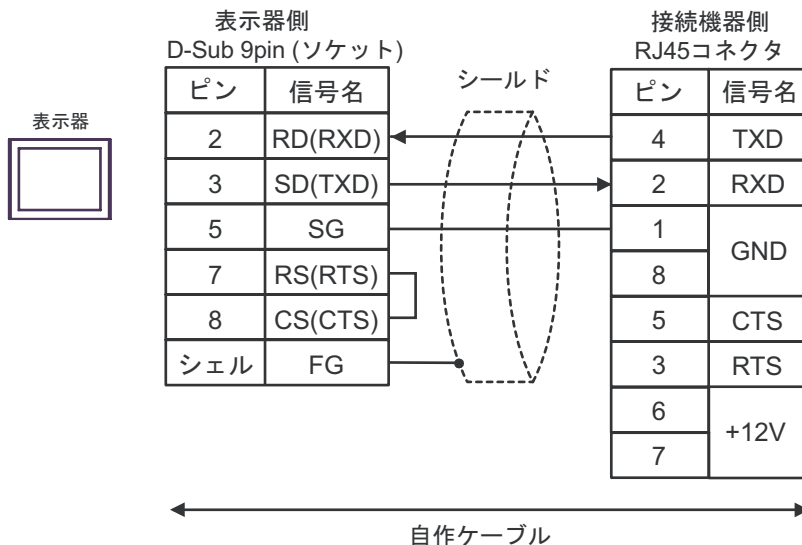 表示器側
D-Sub 9pin (ソケット)
接続機器側
RJ45コネクタ
表示器
シールド
ピン 信号名
2 RD(RXD)
3 SD(TXD)
5 SG
7 RS(RTS)
8 CS(CTS)
シェル FG
ピン 信号名
4 TXD
2 RXD
1
GND
8
5 CTS
3 RTS
6
+12V
7
自作ケーブル